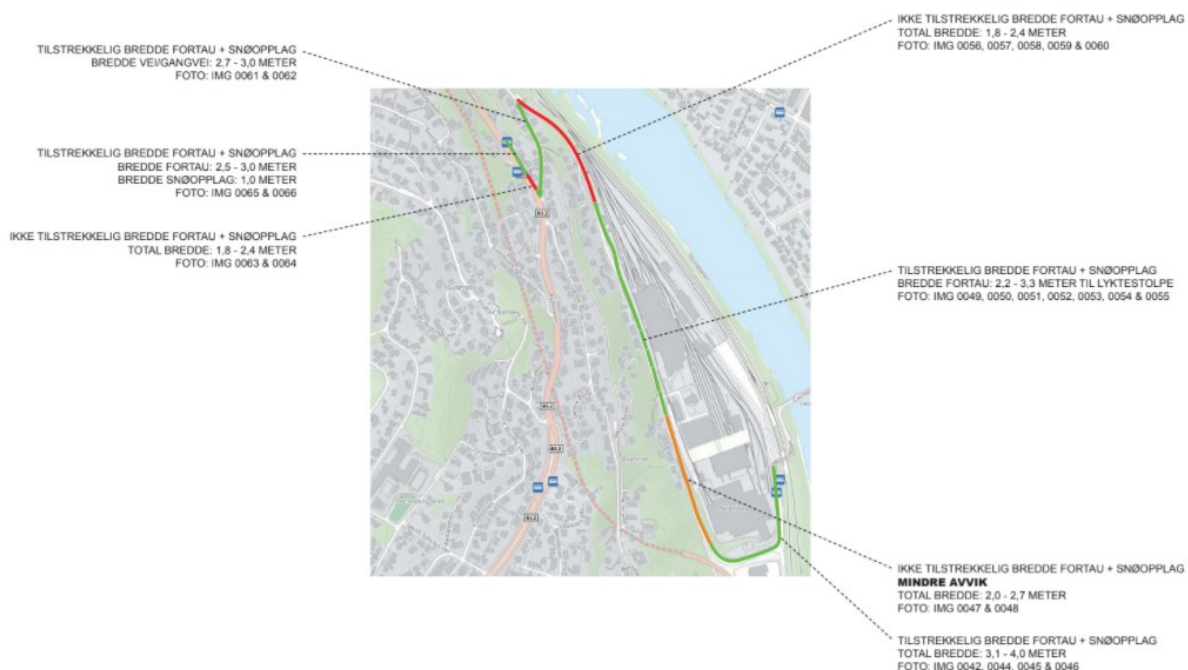 IKKE TILSTREKKELIG BREDDE FORTAU + SNØOPPLAG
TOTAL BREDDE: 1,8 - 2,4 METER
FOTO: IMG 0056, 0057, 0058, 0059 & 0060
TILSTREKKELIG BREDDE FORTAU + SNØOPPLAG
BREDDE VEI/GANGVEI: 2,7 - 3,0 METER
FOTO: IMG 0061 & 0062
TILSTREKKELIG BREDDE FORTAU + SNØOPPLAG
BREDDE FORTAU: 2,5 - 3,0 METER
BREDDE SNØOPPLAG: 1,0 METER
FOTO: IMG 0065 & 0066
IKKE TILSTREKKELIG BREDDE FORTAU + SNØOPPLAG
TOTAL BREDDE: 1,8 - 2,4 METER
FOTO: IMG 0063 & 0064
812
TILSTREKKELIG BREDDE FORTAU + SNØOPPLAG
BREDDE FORTAU: 2,2 - 3,3 METER TIL LYKTESTOLPE
FOTO: IMG 0049, 0050, 0051, 0052, 0053, 0054 & 0055
812
812
812
IKKE TILSTREKKELIG BREDDE FORTAU + SNØOPPLAG
MINDRE AVVIK
TOTAL BREDDE: 2,0 - 2,7 METER
FOTO: IMG 0047 & 0048
TILSTREKKELIG BREDDE FORTAU + SNØOPPLAG
TOTAL BREDDE: 3,1 - 4,0 METER
FOTO: IMG 0042, 0044, 0045 & 0046